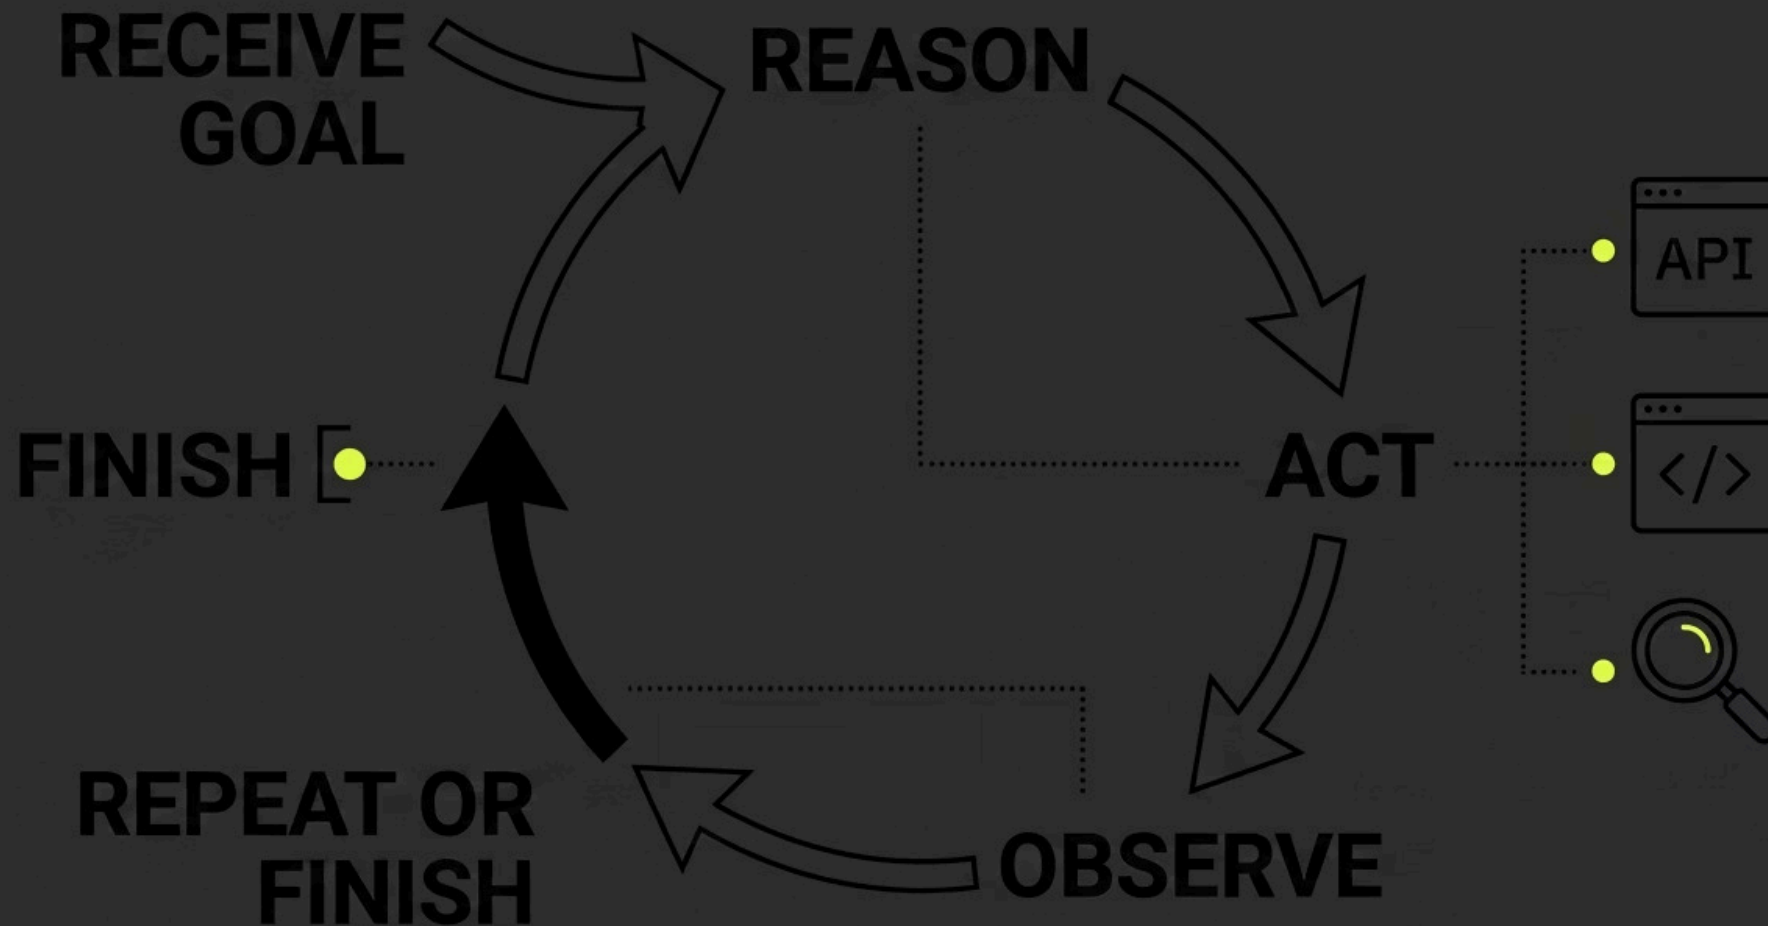 RECEIVE
GOAL
REASON
API
FINISH
ACT
</>
REPEAT OR
FINISH
OBSERVE